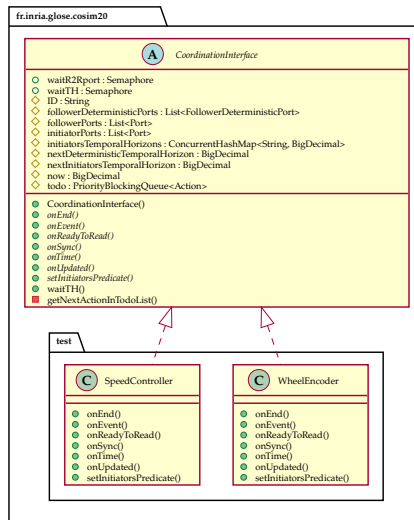 fr.inria.glose.cosim20
A CoordinationInterface
waitR2Rport : Semaphore
waitTH : Semaphore
ID : String
followerDeterministicPorts : List<FollowerDeterministicPort>
followerPorts : List<Port>
initiatorPorts : List<Port>
initiatorsTemporalHorizons : ConcurrentHashMap<String, BigDecimal>
nextDeterministicTemporalHorizon : BigDecimal
nextInitiatorsTemporalHorizon : BigDecimal
now : BigDecimal
todo : PriorityBlockingQueue<Action>
CoordinationInterface()
onEnd()
onEvent()
onReadyToRead()
onSync()
onTime()
onUpdated()
setInitiatorsPredicate()
waitTH()
getNextActionInTodoList()
test
C SpeedController
onEnd()
onEvent()
onReadyToRead()
onSync()
onTime()
onUpdated()
setInitiatorsPredicate()
C WheelEncoder
onEnd()
onEvent()
onReadyToRead()
onSync()
onTime()
onUpdated()
setInitiatorsPredicate()